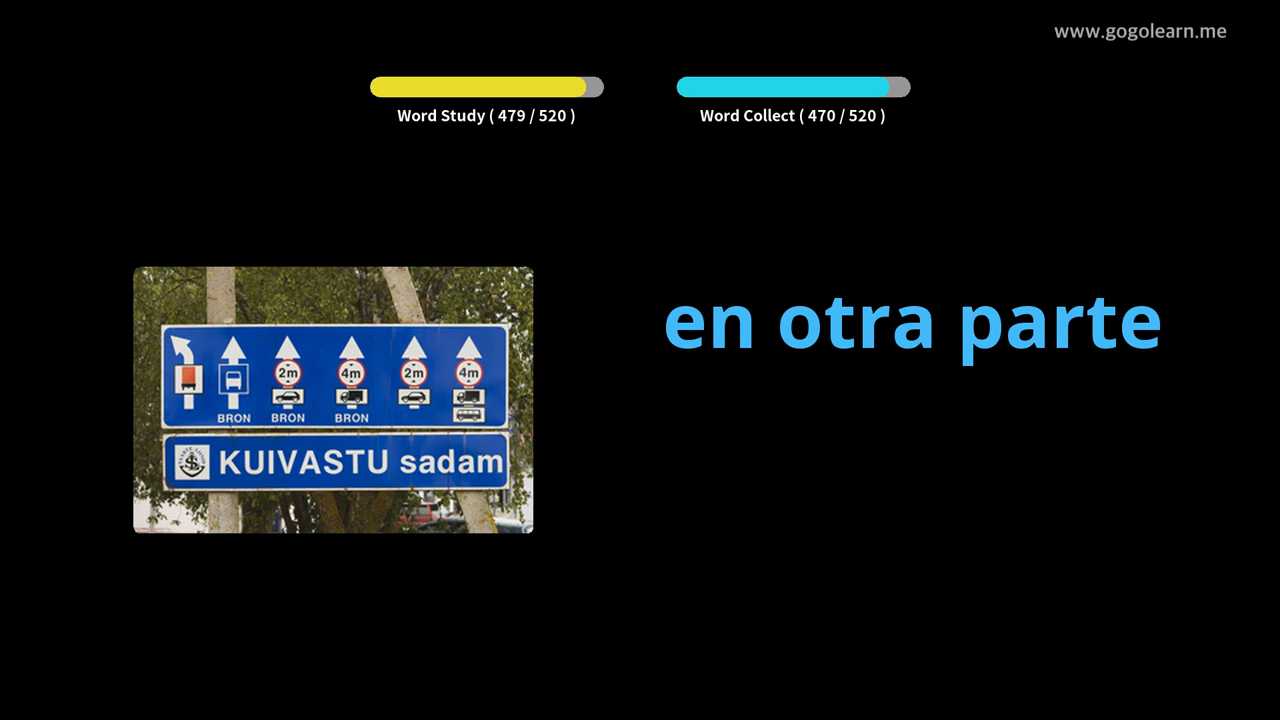 www.gogolearn.me
Word Study ( 479 / 520 )
Word Collect ( 470 / 520 )
en otra parte
2m 4m 2m 4m
BRON BRON BRON
KUIVASTU sadam